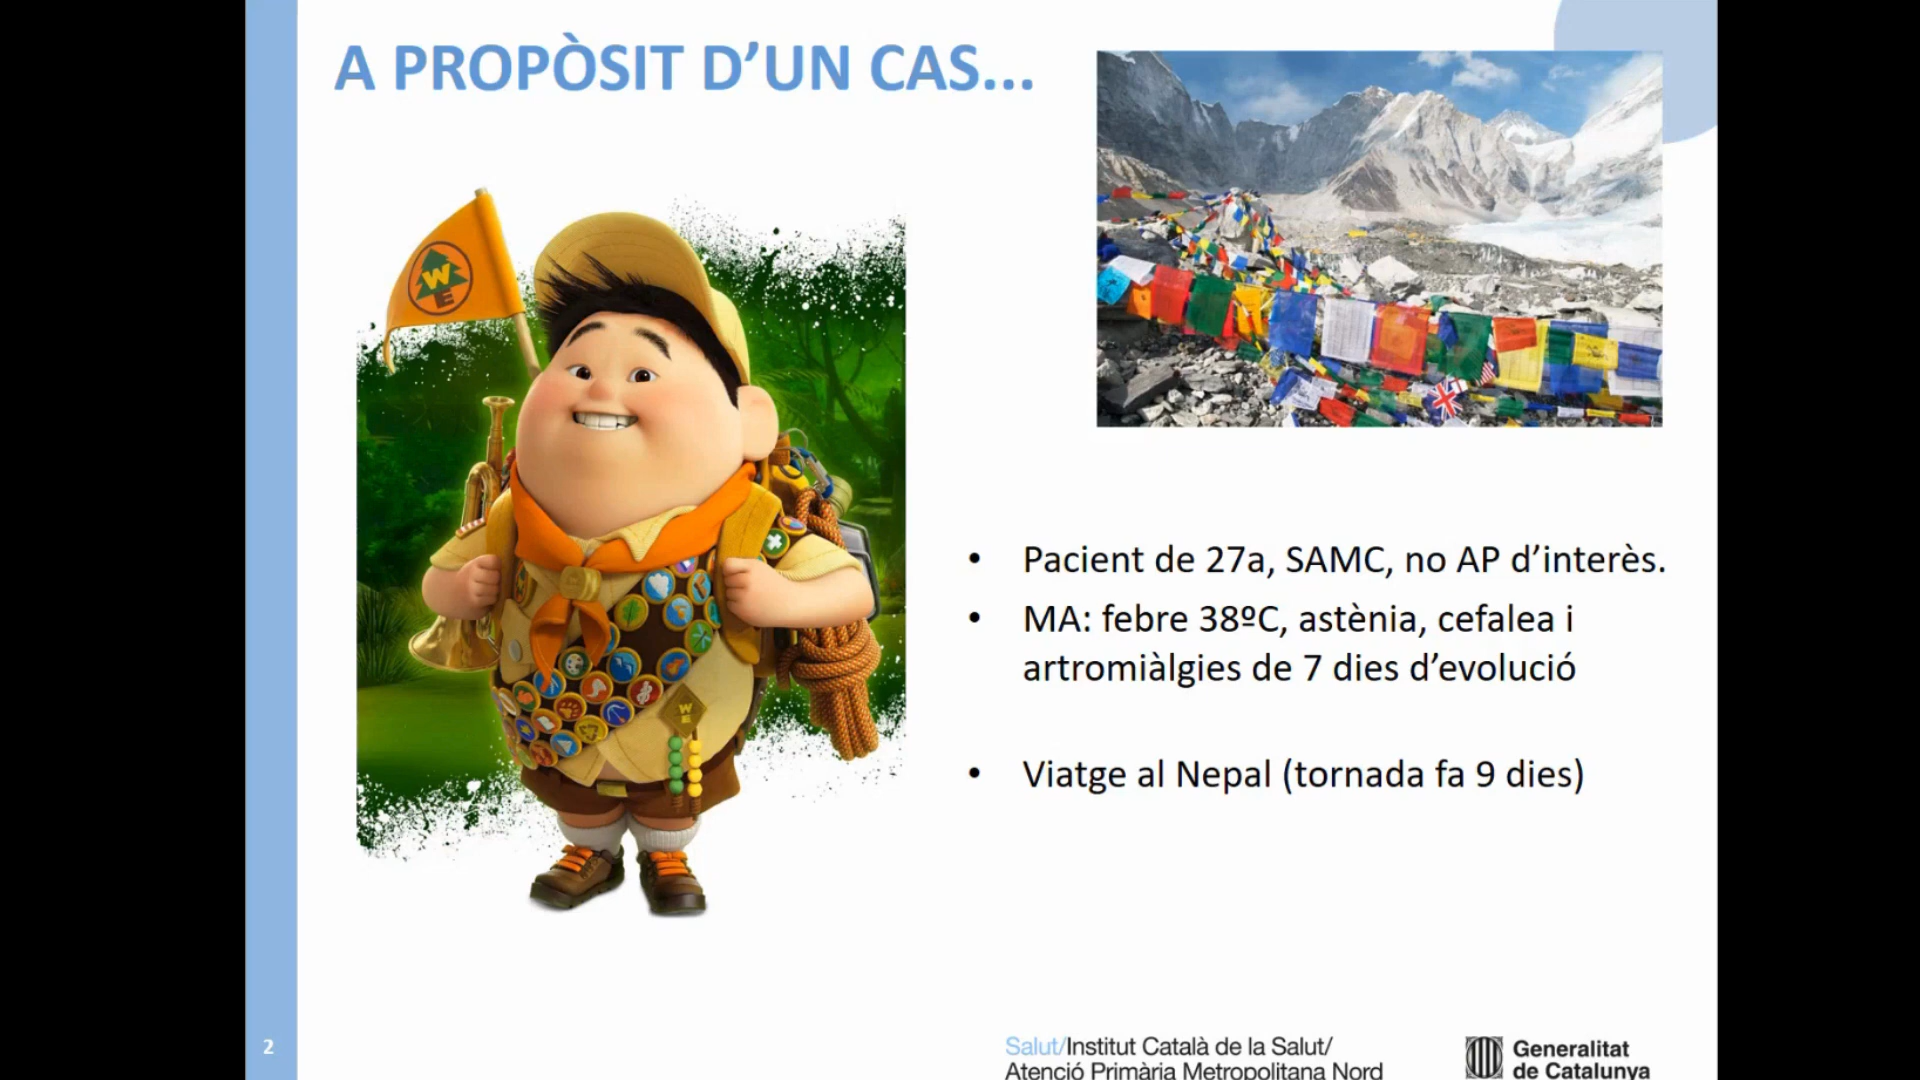 A PROPÒSIT D’UN CAS...
W
E
W
E
• Pacient de 27a, SAMC, no AP d’interès.
• MA: febre 38ºC, astènia, cefalea i
artromiàlgies de 7 dies d’evolució
• Viatge al Nepal (tornada fa 9 dies)
2
Salut/Institut Català de la Salut/
Atenció Primària Metropolitana Nord
Generalitat
de Catalunya